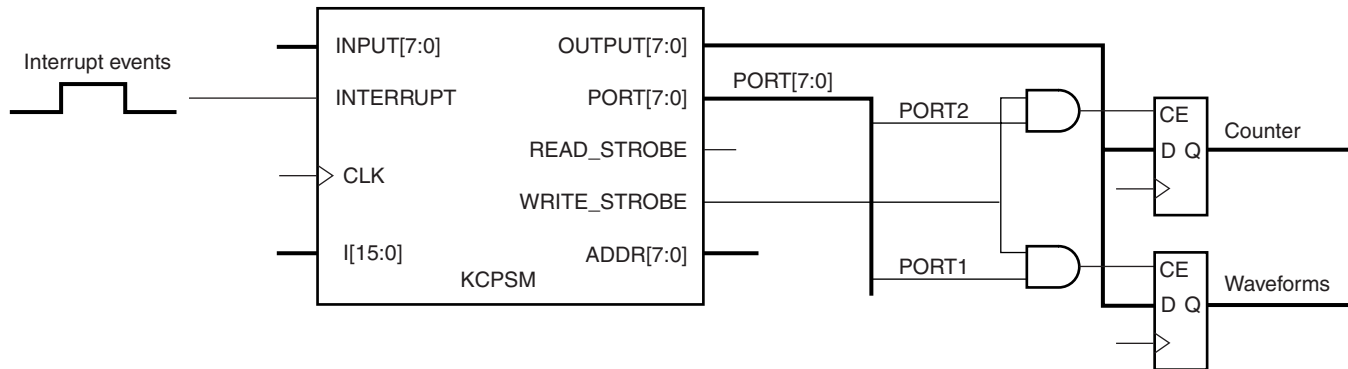 Interrupt events
INPUT[7:0]
INTERRUPT
CLK
I[15:0]
OUTPUT[7:0]
PORT[7:0]
READ_STROBE
WRITE_STROBE
ADDR[7:0]
KCPSM
PORT[7:0]
PORT2
PORT1
CE
D Q
Counter
CE
D Q
Waveforms